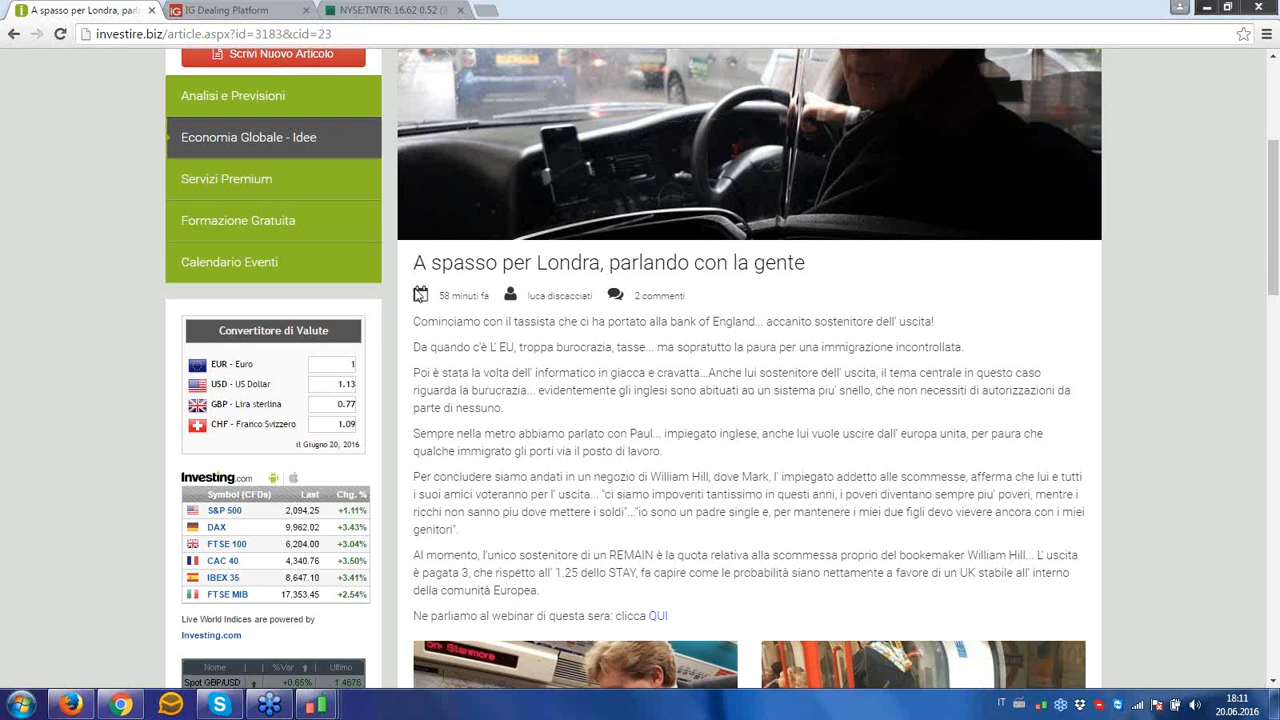 A spasso per Londra, parl
IG Dealing Platform
NYSE:TWTR: 16.62 0.52 (3
investire.biz/article.aspx?id=3183&cid=23
Scrivi Nuovo Articolo
Analisi e Previsioni
Economia Globale - Idee
Servizi Premium
Formazione Gratuita
Calendario Eventi
Convertitore di Valute
EUR - Euro 1
USD - US Dollar 1.13
GBP - Lira sterlina 0.77
CHF - Franco Svizzero 1.09
il Giugno 20, 2016
Investing.com
Symbol (CFDs) Last Chg. %
S&P 500 2,094.25 +1.11%
DAX 9,962.02 +3.43%
FTSE 100 6,204.00 +3.04%
CAC 40 4,340.76 +3.50%
IBEX 35 8,647.10 +3.41%
FTSE MIB 17,353.45 +2.54%
Live World Indices are powered by
Investing.com
Nome %Var Ultimo
Spot GBP/USD +0.65% 1.4676
A spasso per Londra, parlando con la gente
58 minuti fa luca discacciati 2 commenti
Cominciamo con il tassista che ci ha portato alla bank of England... accanito sostenitore dell' uscita!
Da quando c'è L' EU, troppa burocrazia, tasse... ma sopratutto la paura per una immigrazione incontrollata.
Poi è stata la volta dell' informatico in giacca e cravatta...Anche lui sostenitore dell' uscita, il tema centrale in questo caso
riguarda la burucrazia... evidentemente gli inglesi sono abituati ad un sistema piu' snello, che non necessiti di autorizzazioni da
parte di nessuno.
Sempre nella metro abbiamo parlato con Paul... impiegato inglese, anche lui vuole uscire dall' europa unita, per paura che
qualche immigrato gli porti via il posto di lavoro.
Per concludere siamo andati in un negozio di William Hill, dove Mark, l' impiegato addetto alle scommesse, afferma che lui e tutti
i suoi amici voteranno per l' uscita... "ci siamo impoveriti tantissimo in questi anni, i poveri diventano sempre piu' poveri, mentre i
ricchi non sanno piu dove mettere i soldi"..."io sono un padre single e, per mantenere i miei due figli devo vievere ancora con i miei
genitori".
Al momento, l'unico sostenitore di un REMAIN è la quota relativa alla scommessa proprio del bookmaker William Hill... L' uscita
è pagata 3, che rispetto all' 1.25 dello STAY, fa capire come le probabilità siano nettamente a favore di un UK stabile all' interno
della comunità Europea.
Ne parliamo al webinar di questa sera: clicca QUI
Stanmore
IT
18:11
20.06.2016